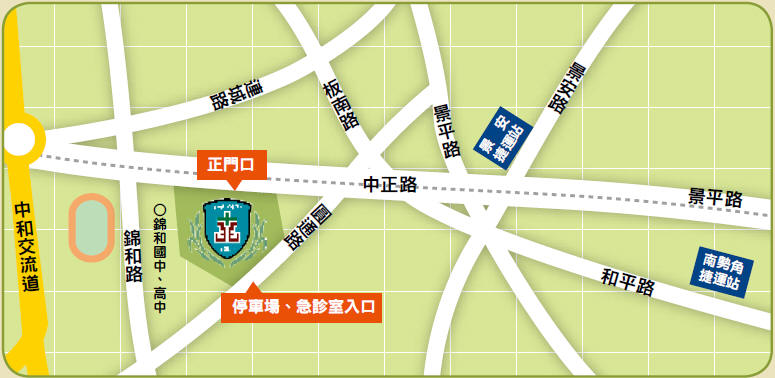 連城路
板南路
景安路
景平路
景安
捷運站
正門口
中正路
景平路
中和交流道
錦和路
〇錦和國中、高中
圓通路
南勢角
捷運站
和平路
停車場、急診室入口